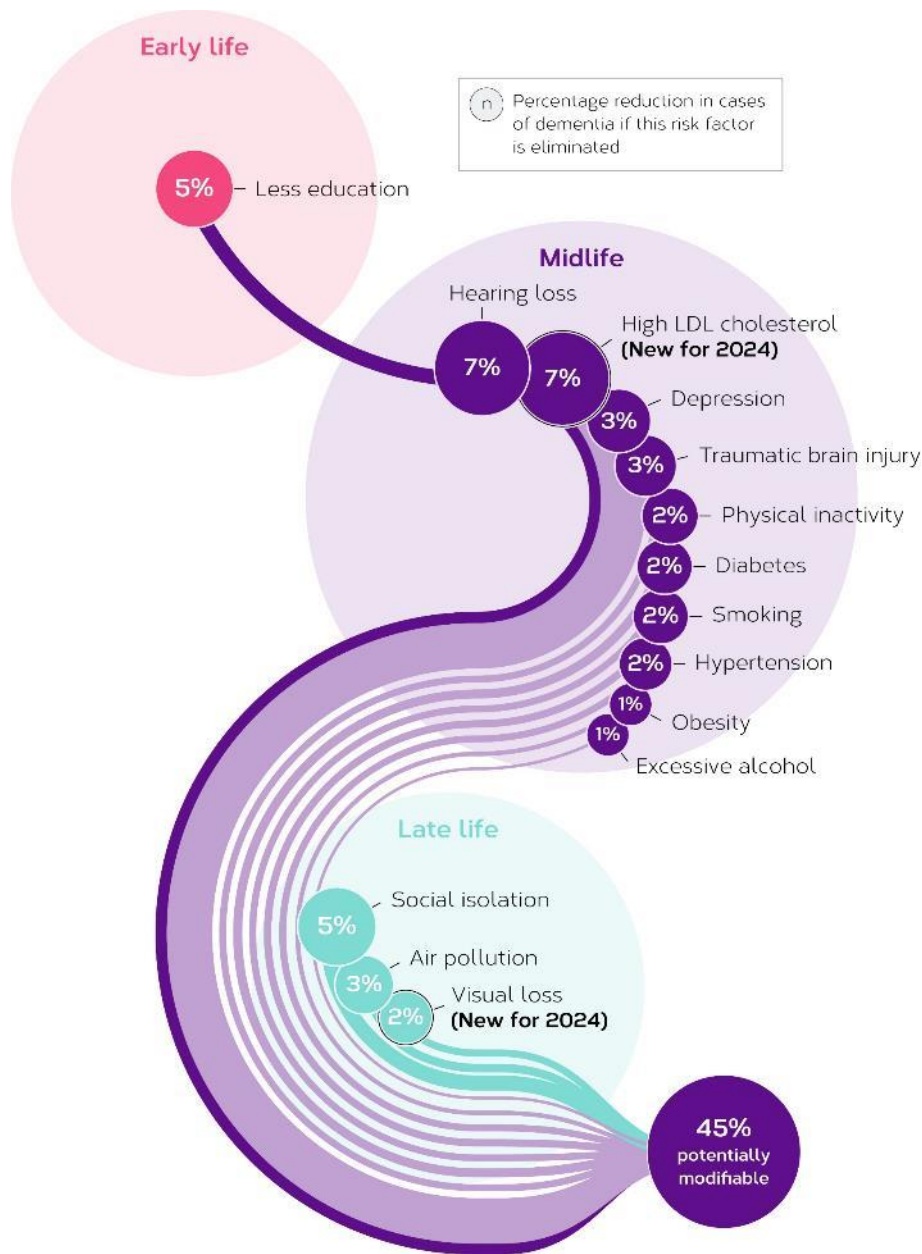 Early life
n
Percentage reduction in cases
of dementia if this risk factor
is eliminated
5%
Less education
Midlife
Hearing loss
7%
High LDL cholesterol
(New for 2024)
7%
Depression
3%
Traumatic brain injury
3%
Physical inactivity
2%
Diabetes
2%
Smoking
2%
Hypertension
2%
Obesity
1%
Excessive alcohol
1%
Late life
Social isolation
5%
Air pollution
3%
Visual loss
(New for 2024)
2%
45%
potentially
modifiable